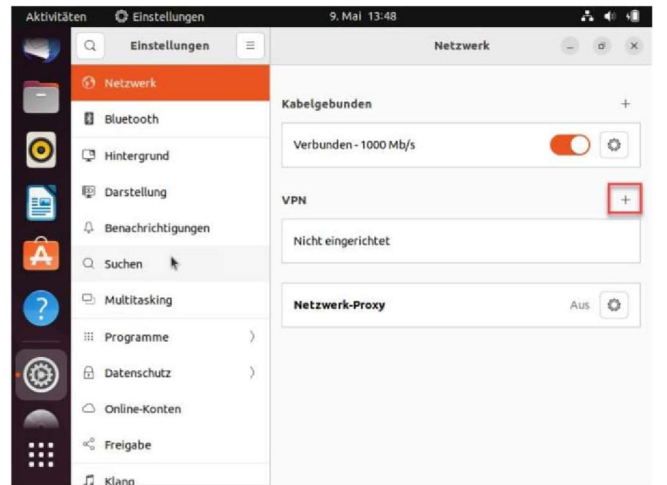 Aktivitäten Einstellungen 9. Mai 13:48
Einstellungen
Netzwerk
Netzwerk
Bluetooth
Hintergrund
Darstellung
Benachrichtigungen
Suchen
Multitasking
Programme
Datenschutz
Online-Konten
Freigabe
Klang
Kabelgebunden
Verbunden - 1000 Mb/s
VPN
Nicht eingerichtet
Netzwerk-Proxy Aus